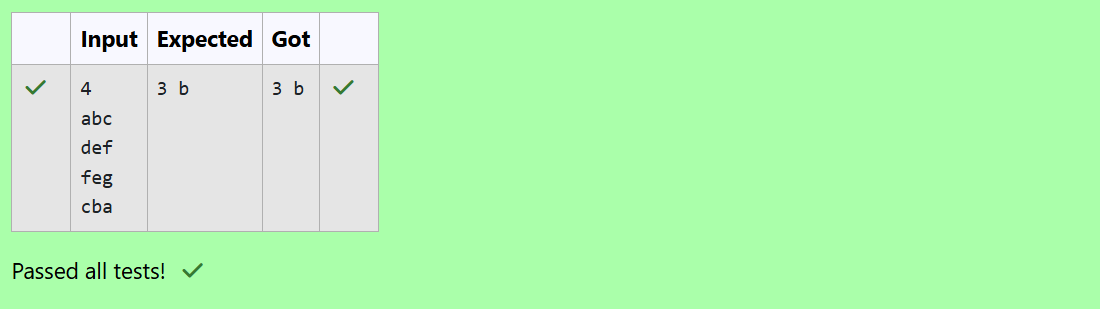 Input Expected Got
4 3 b 3 b
abc
def
feg
cba
Passed all tests!